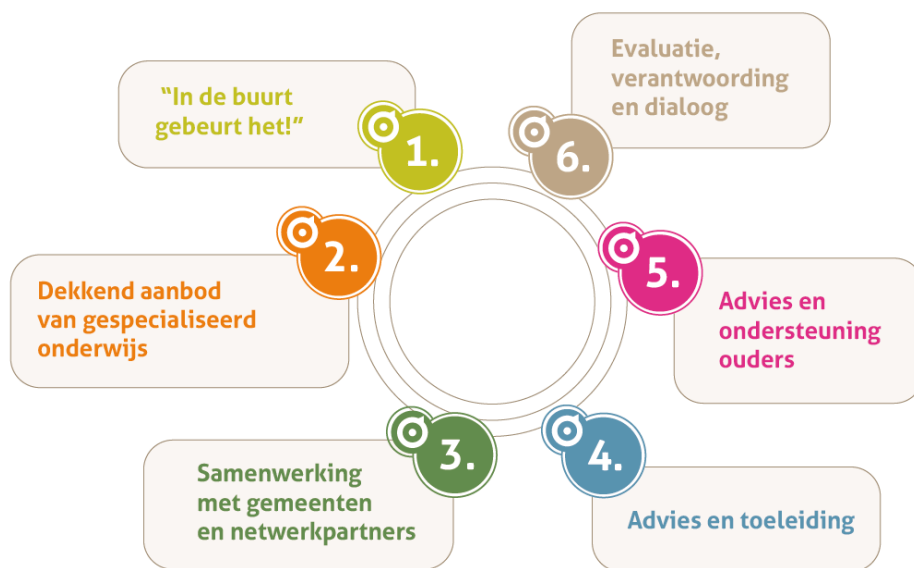 1.
“In de buurt
gebeurt het!”
2.
Dekkend aanbod
van gespecialiseerd
onderwijs
3.
Samenwerking
met gemeenten
en netwerkpartners
4.
Advies en toeleiding
5.
Advies en
ondersteuning
ouders
6.
Evaluatie,
verantwoording
en dialoog